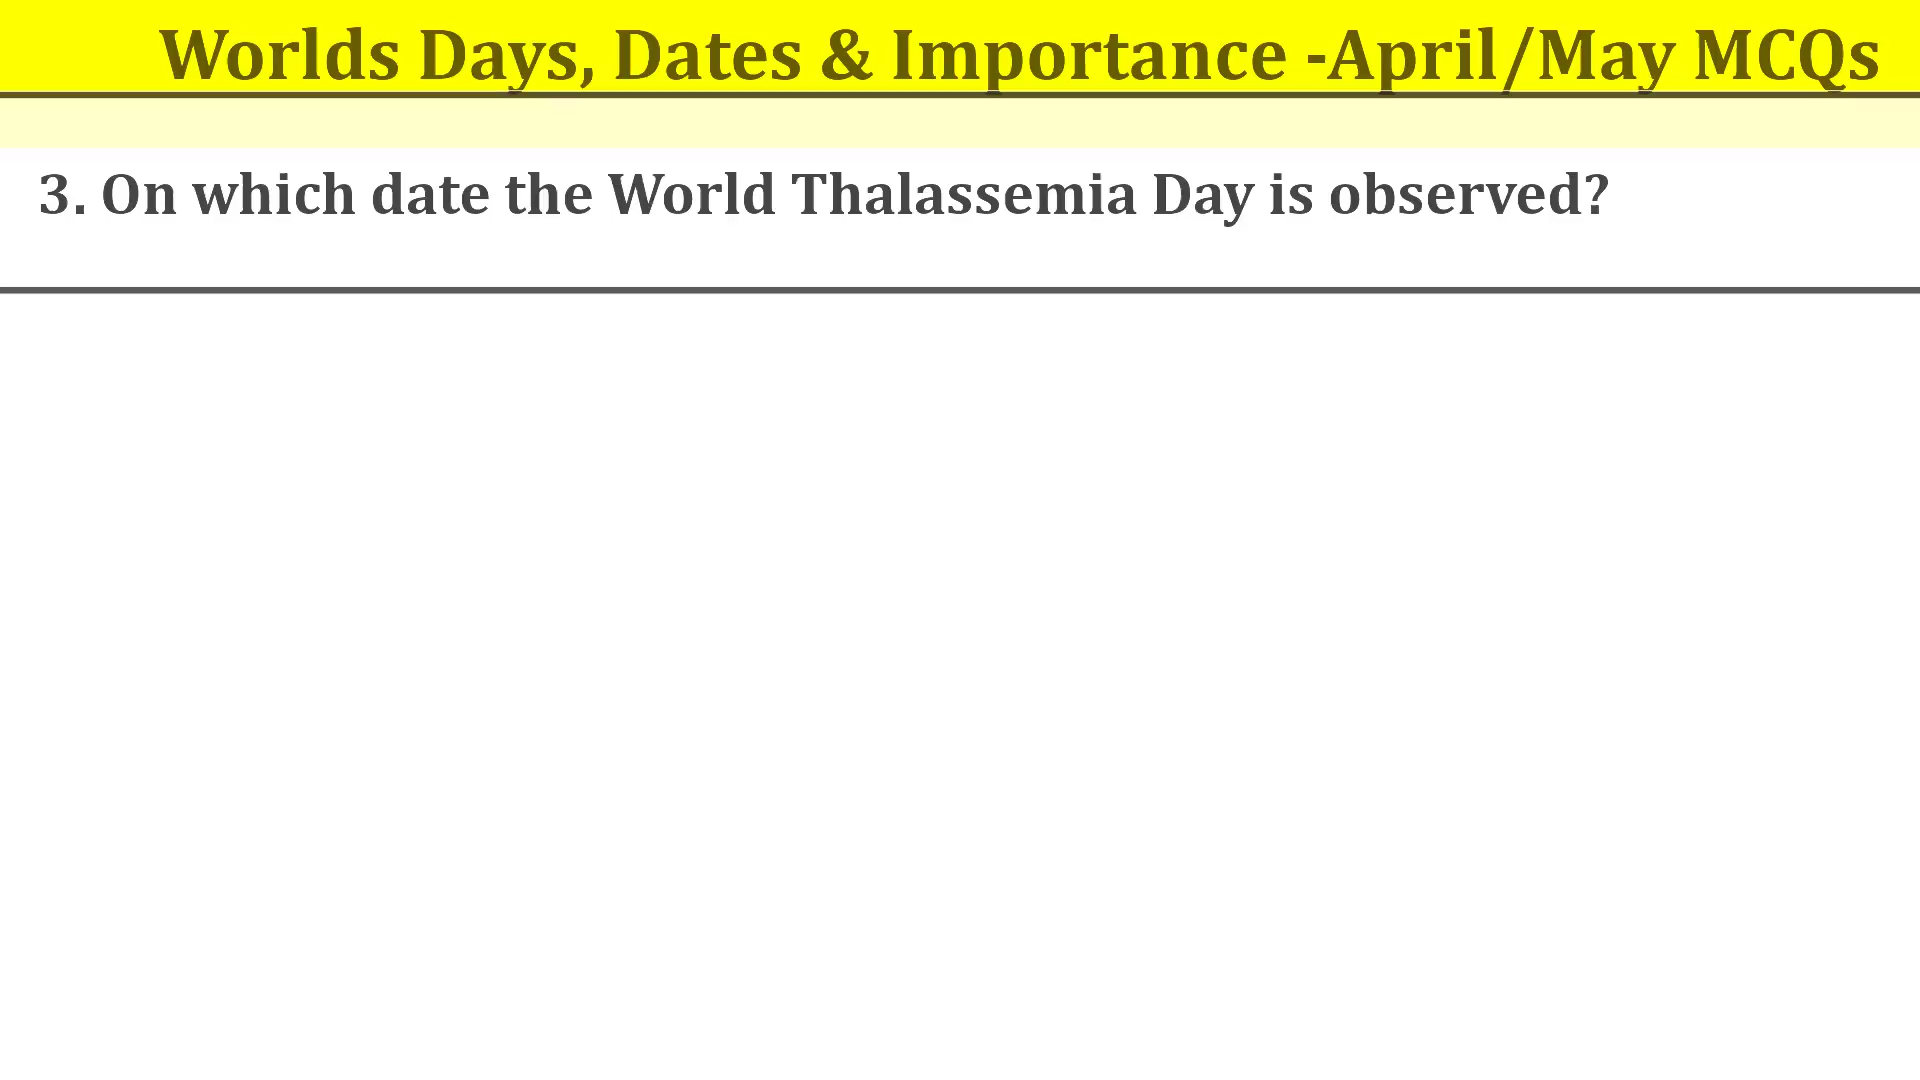 Worlds Days, Dates & Importance -April/May MCQs
3. On which date the World Thalassemia Day is observed?